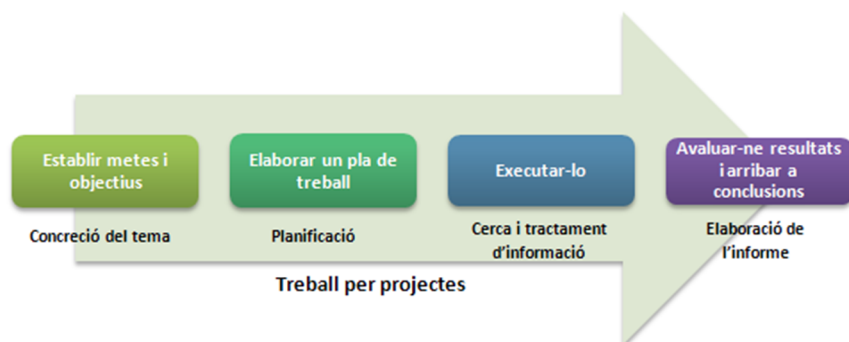 Establir metes i
objectius
Elaborar un pla de
treball
Executar-lo
Avaluar-ne resultats
i arribar a
conclusions
Concreció del tema
Planificació
Cerca i tractament
d'informació
Elaboració de
l'informe
Treball per projectes